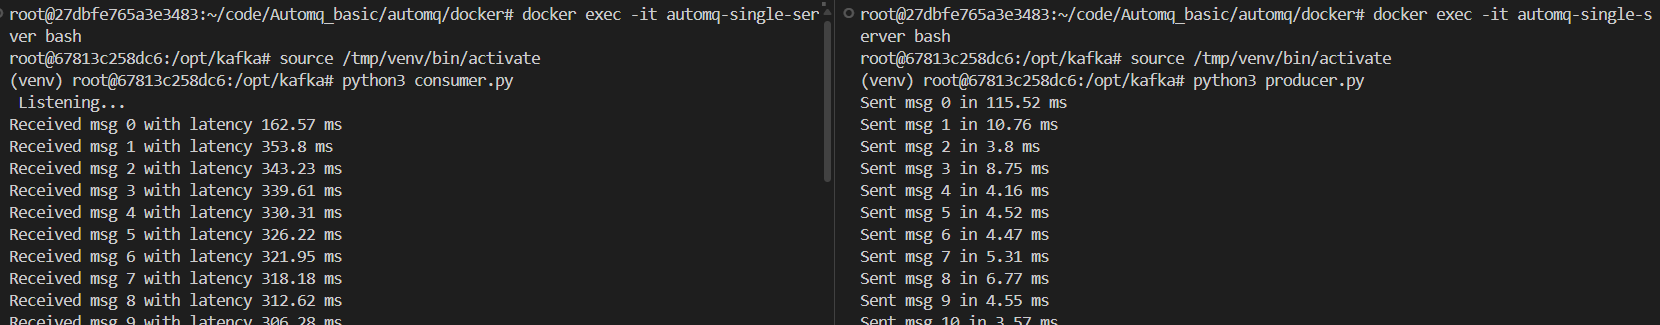 root@27dbfe765a3e3483:~/code/Automq_basic/automq/docker# docker exec -it automq-single-ser
ver bash
root@67813c258dc6:/opt/kafka# source /tmp/venv/bin/activate
(venv) root@67813c258dc6:/opt/kafka# python3 consumer.py
 Listening...
Received msg 0 with latency 162.57 ms
Received msg 1 with latency 353.8 ms
Received msg 2 with latency 343.23 ms
Received msg 3 with latency 339.61 ms
Received msg 4 with latency 330.31 ms
Received msg 5 with latency 326.22 ms
Received msg 6 with latency 321.95 ms
Received msg 7 with latency 318.18 ms
Received msg 8 with latency 312.62 ms
Received msg 9 with latency 306.28 ms
root@27dbfe765a3e3483:~/code/Automq_basic/automq/docker# docker exec -it automq-single-s
erver bash
root@67813c258dc6:/opt/kafka# source /tmp/venv/bin/activate
(venv) root@67813c258dc6:/opt/kafka# python3 producer.py
Sent msg 0 in 115.52 ms
Sent msg 1 in 10.76 ms
Sent msg 2 in 3.8 ms
Sent msg 3 in 8.75 ms
Sent msg 4 in 4.16 ms
Sent msg 5 in 4.52 ms
Sent msg 6 in 4.47 ms
Sent msg 7 in 5.31 ms
Sent msg 8 in 6.77 ms
Sent msg 9 in 4.55 ms
Sent msg 10 in 3.57 ms